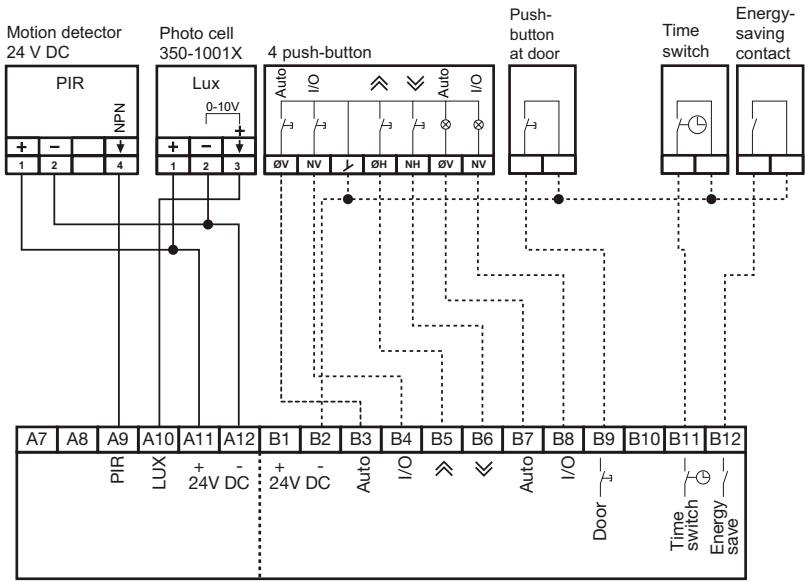 Motion detector
24 V DC
Photo cell
350-1001X
4 push-button
Push-
button
at door
Time
switch
Energy-
saving
contact
PIR
NPN
Lux
0-10V
+
Auto
I/O
Auto
I/O
+ −
1 2 4
+ −
1 2 3
ØV NV ØH NH ØV NV
A7 A8 A9 A10 A11 A12 B1 B2 B3 B4 B5 B6 B7 B8 B9 B10 B11 B12
PIR
LUX
+ -
24V DC
+ -
24V DC
Auto
I/O
Auto
I/O
Door
Time
switch
Energy
save